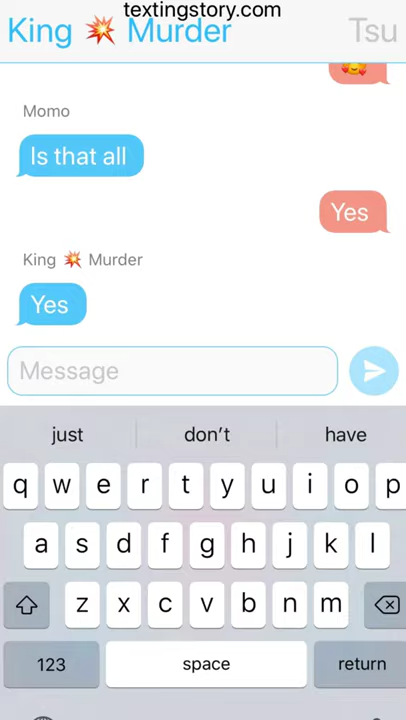 textingstory.com
King 💥 Murder Tsu
Momo
Is that all
Yes
King 💥 Murder
Yes
Message
just don't have
q w e r t y u i o p
a s d f g h j k l
z x c v b n m
123 space return